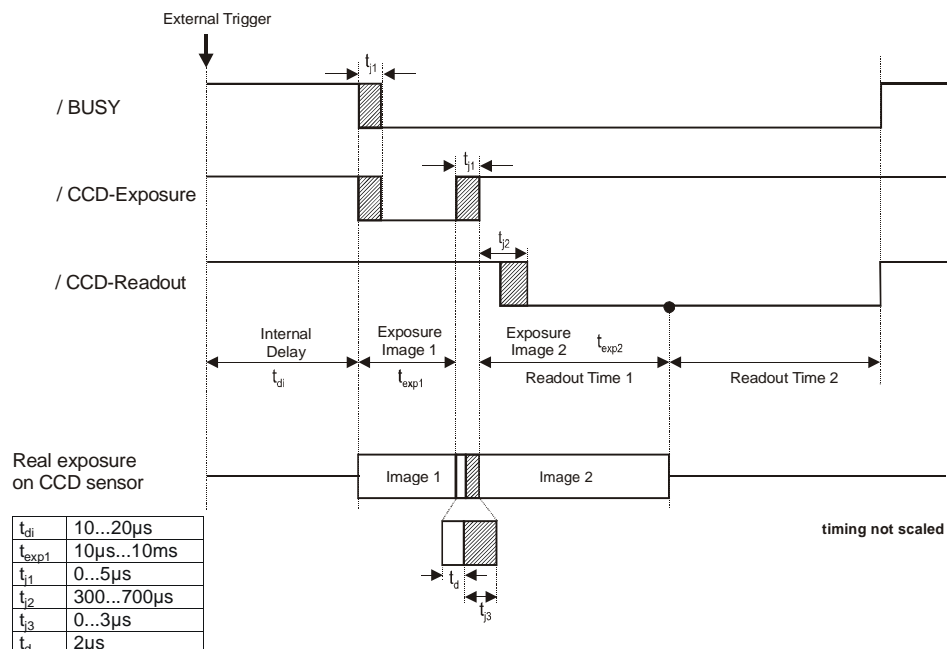 External Trigger
t_j1
/ BUSY
t_j1
/ CCD-Exposure
t_j2
/ CCD-Readout
Internal
Delay
t_di
Exposure
Image 1
t_exp1
Exposure
Image 2
t_exp2
Readout Time 1
Readout Time 2
Real exposure
on CCD sensor
Image 1
Image 2
timing not scaled
t_d
t_j3
t_di 10...20µs
t_exp1 10µs...10ms
t_j1 0...5µs
t_j2 300...700µs
t_j3 0...3µs
t_d 2µs